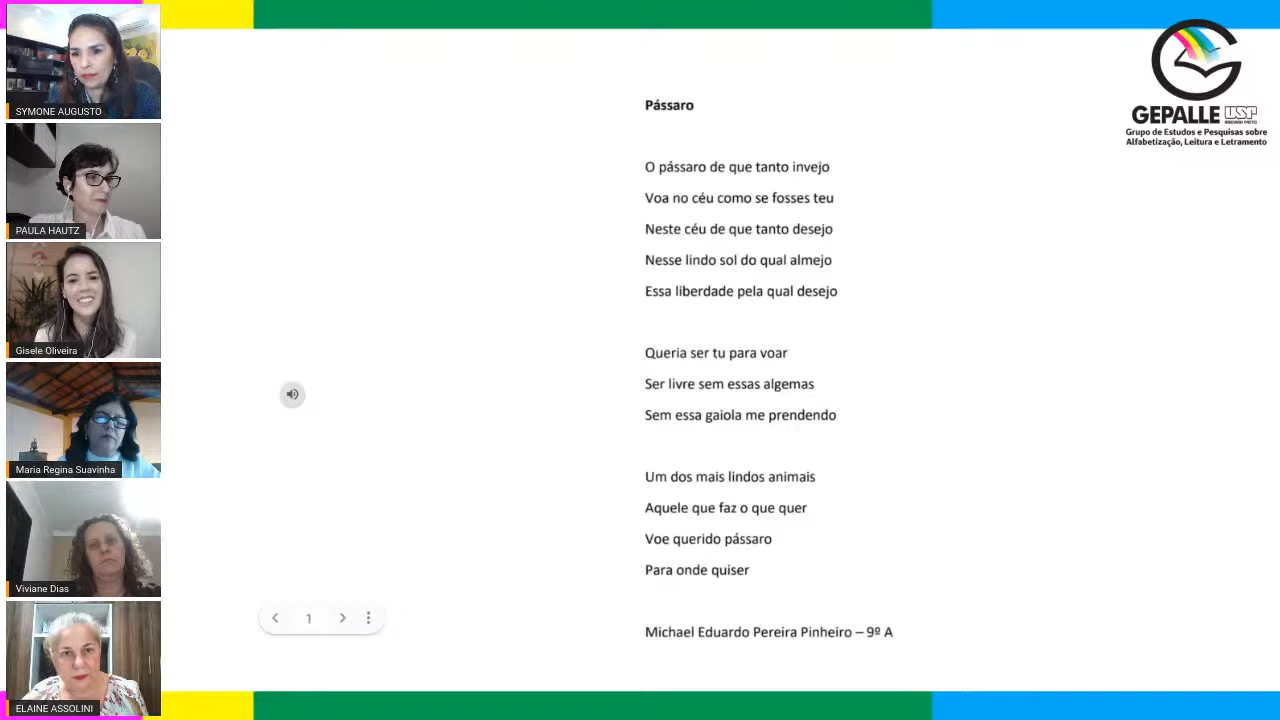 SYMONE AUGUSTO
PAULA HAUTZ
Gisele Oliveira
Maria Regina Suavinha
Viviane Dias
ELAINE ASSOLINI
Pássaro
O pássaro de que tanto invejo
Voa no céu como se fosses teu
Neste céu de que tanto desejo
Nesse lindo sol do qual almejo
Essa liberdade pela qual desejo
Queria ser tu para voar
Ser livre sem essas algemas
Sem essa gaiola me prendendo
Um dos mais lindos animais
Aquele que faz o que quer
Voe querido pássaro
Para onde quiser
Michael Eduardo Pereira Pinheiro – 9º A
1
GEPALLE USP
RIBEIRÃO PRETO
Grupo de Estudos e Pesquisas sobre
Alfabetização, Leitura e Letramento